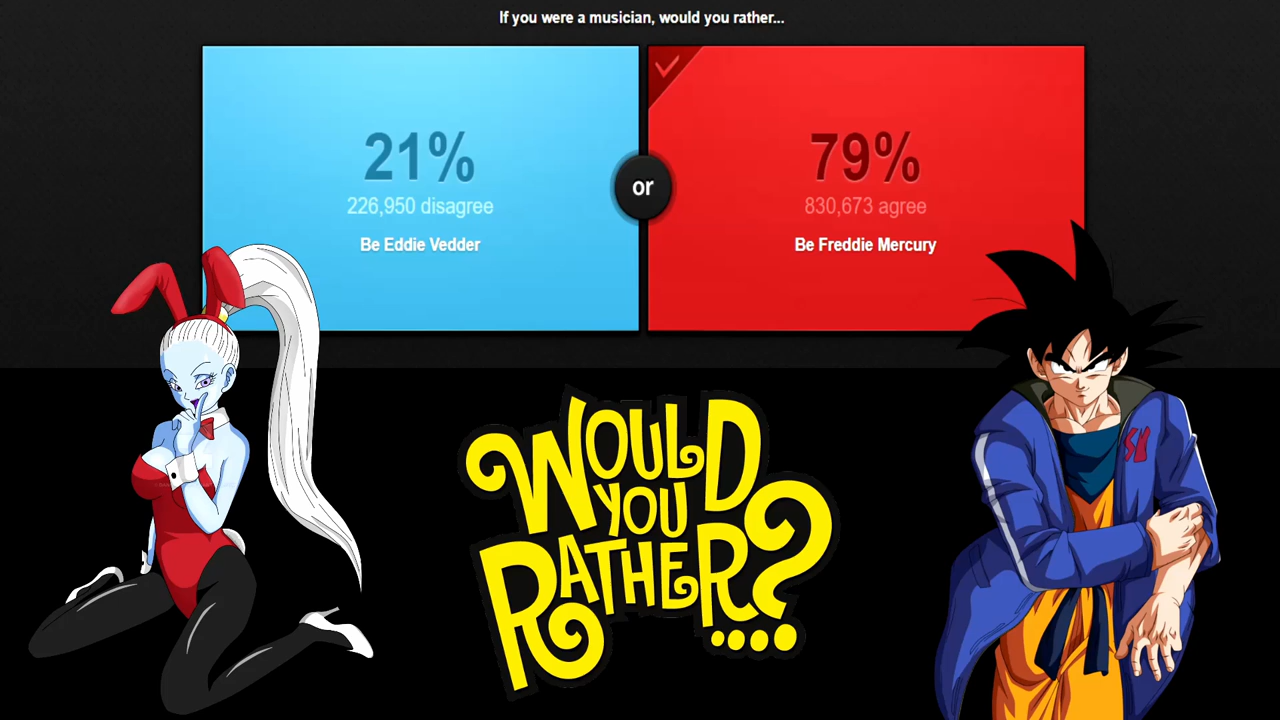 If you were a musician, would you rather...
21%
226,950 disagree
Be Eddie Vedder
or
79%
830,673 agree
Be Freddie Mercury
WOULD
YOU
RATHER...?